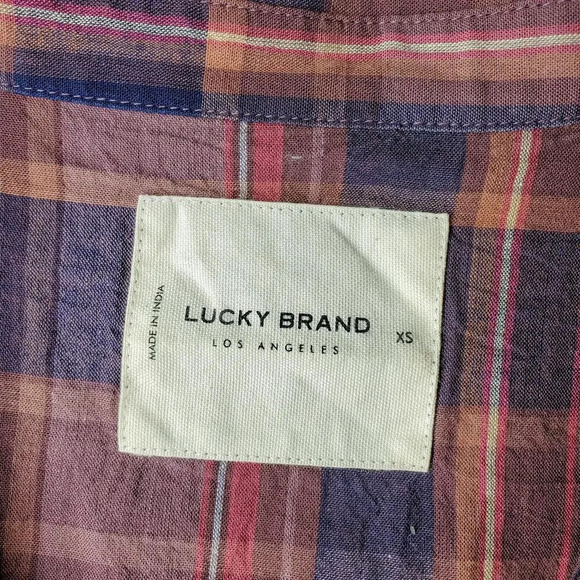 LUCKY BRAND
LOS ANGELES
XS
MADE IN INDIA